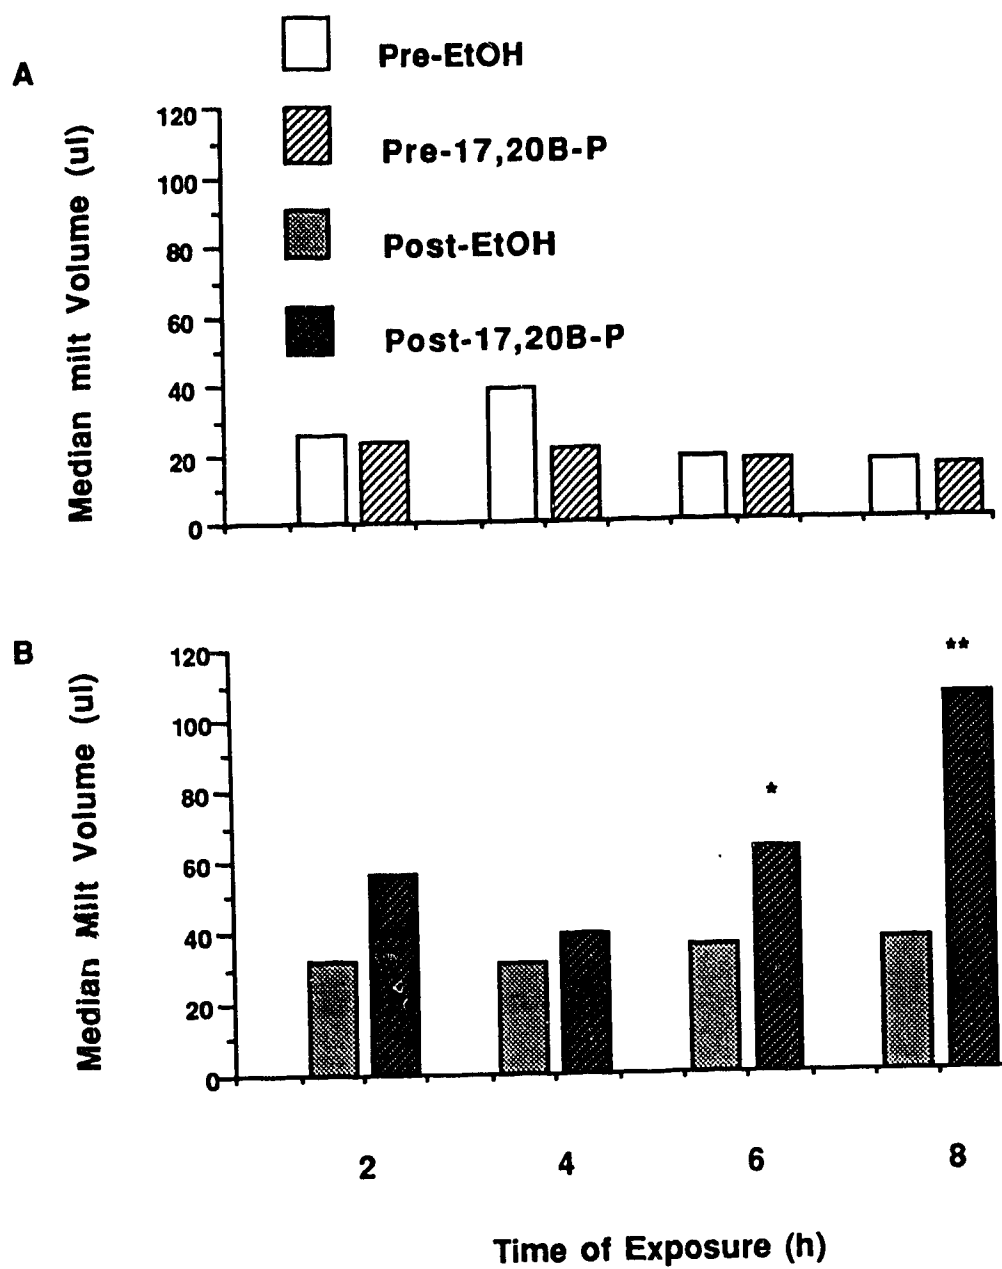 A
Pre-EtOH
Pre-17,20B-P
Post-EtOH
Post-17,20B-P
Median milt Volume (ul)
120
100
80
60
40
20
0
B
Median Milt Volume (ul)
120
100
80
60
40
20
0
*
**
2 4 6 8
Time of Exposure (h)